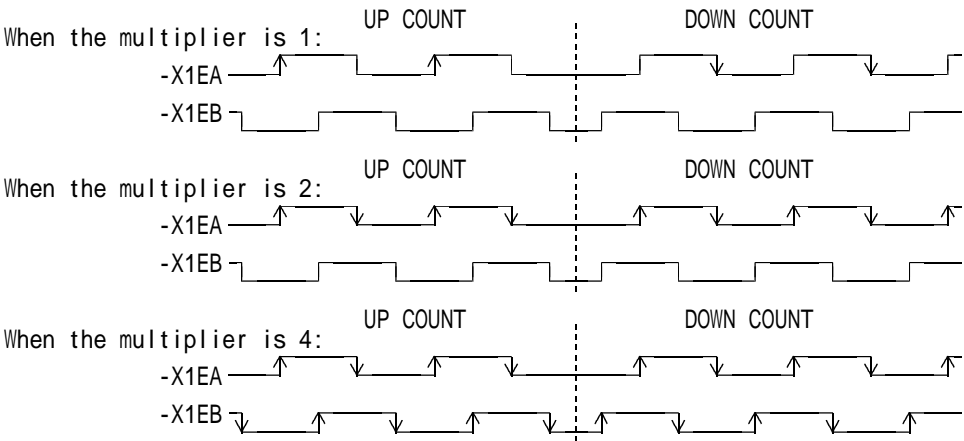 UP COUNT DOWN COUNT
When the multiplier is 1:
-X1EA
-X1EB
UP COUNT DOWN COUNT
When the multiplier is 2:
-X1EA
-X1EB
UP COUNT DOWN COUNT
When the multiplier is 4:
-X1EA
-X1EB